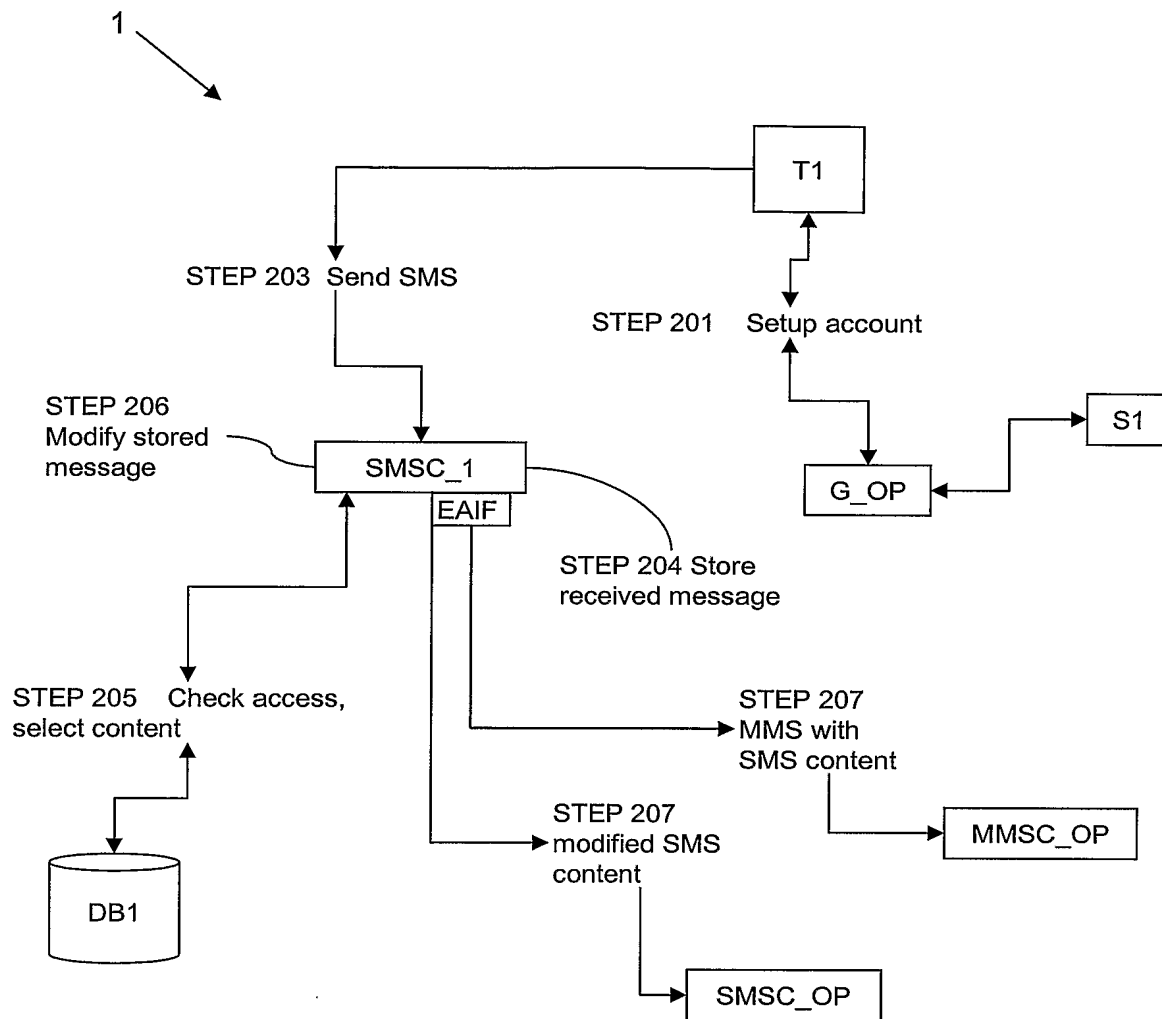 1
T1
STEP 203 Send SMS
STEP 201 Setup account
STEP 206
Modify stored
message
SMSC_1
EAIF
S1
G_OP
STEP 204 Store
received message
STEP 205 Check access,
select content
STEP 207
MMS with
SMS content
STEP 207
modified SMS
content
MMSC_OP
DB1
SMSC_OP